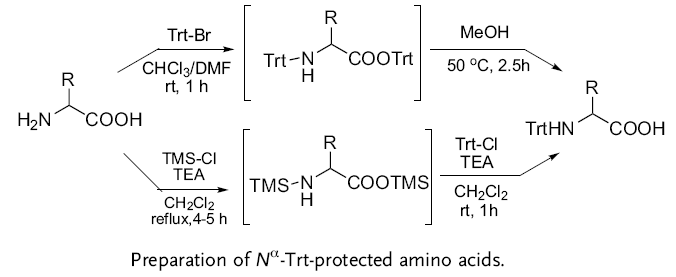 Trt-Br
CHCl3/DMF
rt, 1 h
R
Trt-N
H
COOTrt
MeOH
50 ºC, 2.5h
R
H2N
COOH
R
TrtHN
COOH
TMS-Cl
TEA
CH2Cl2
reflux,4-5 h
R
TMS-N
H
COOTMS
Trt-Cl
TEA
CH2Cl2
rt, 1h
Preparation of Nα-Trt-protected amino acids.